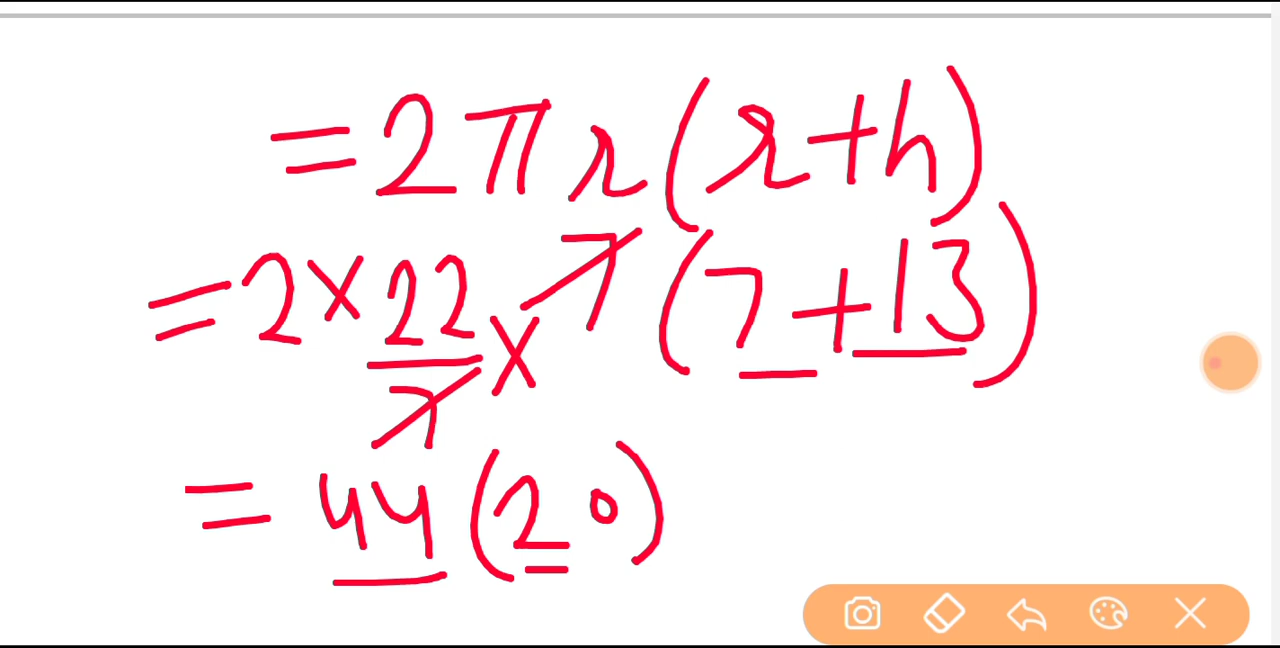 = 2πr(r+h)
= 2 × 22/7 × 7 (7+13)
= 44 (20)